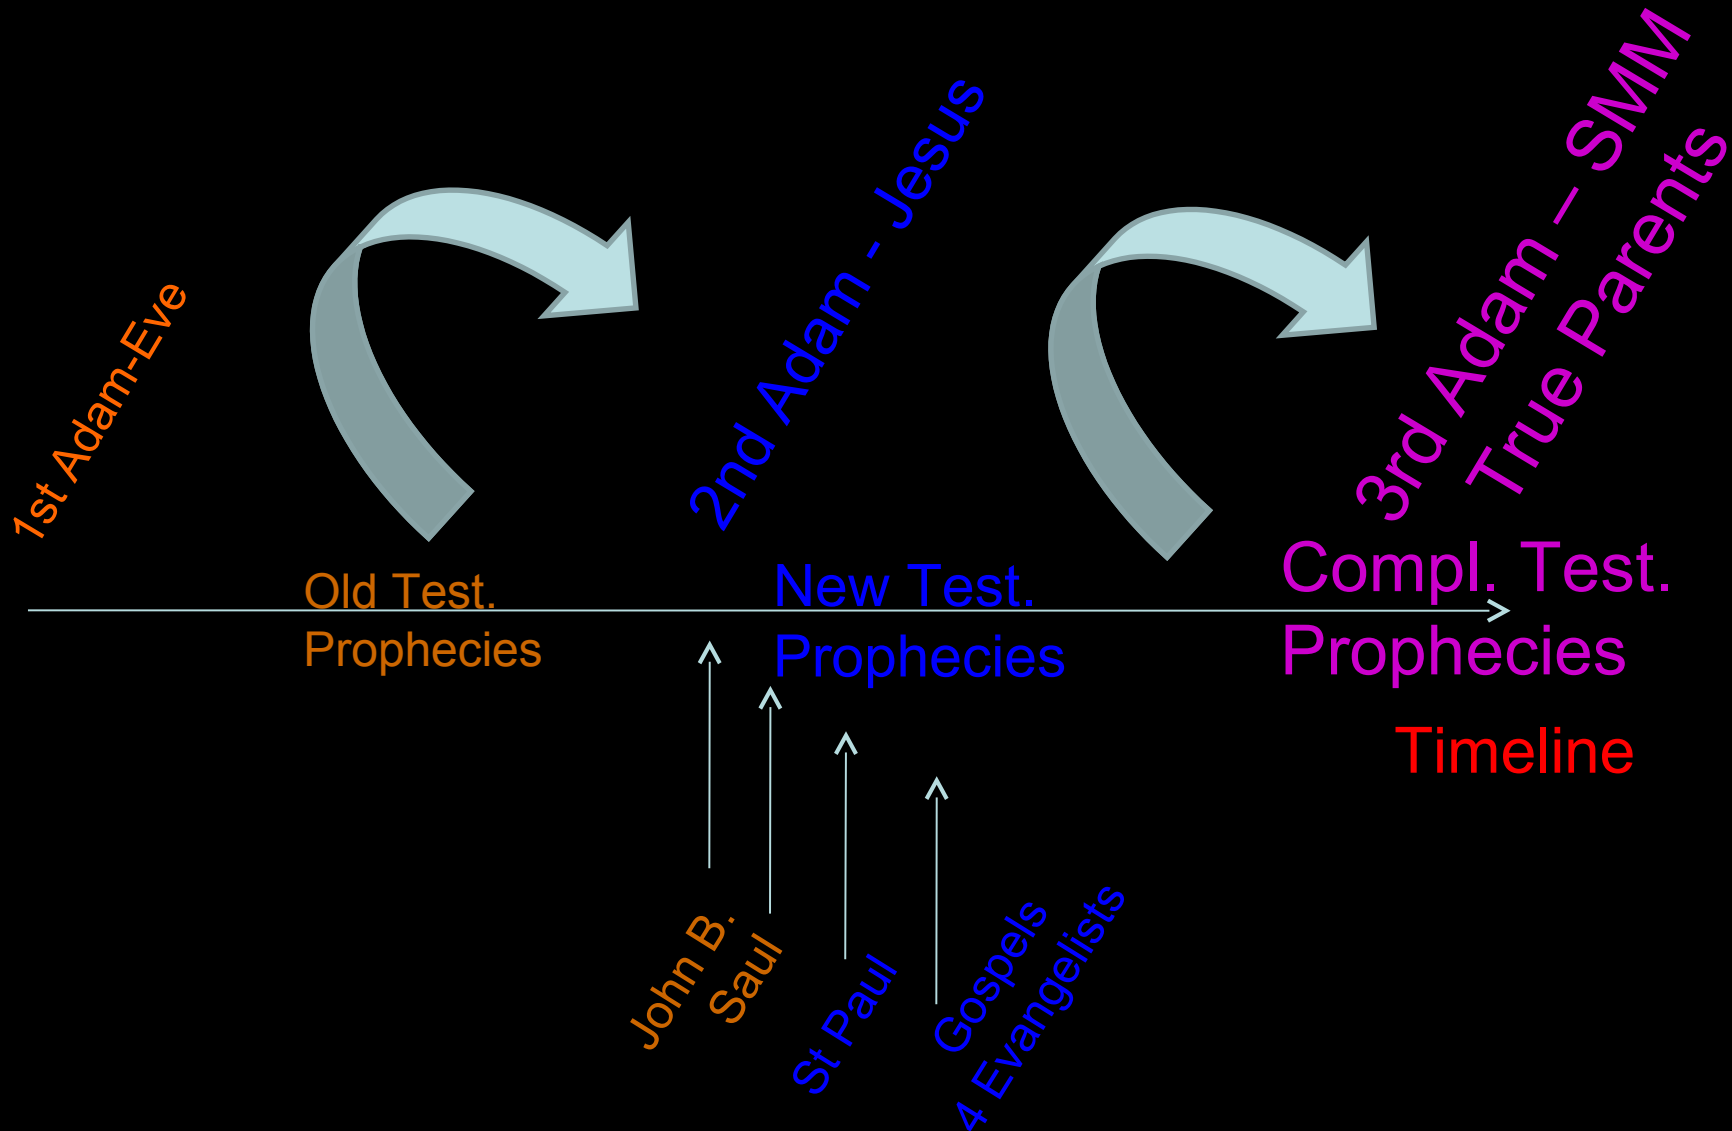 1st Adam-Eve
2nd Adam - Jesus
3rd Adam – SMM
True Parents
Old Test.
Prophecies
New Test.
Prophecies
Compl. Test.
Prophecies
Timeline
John B.
Saul
St Paul
Gospels
4 Evangelists